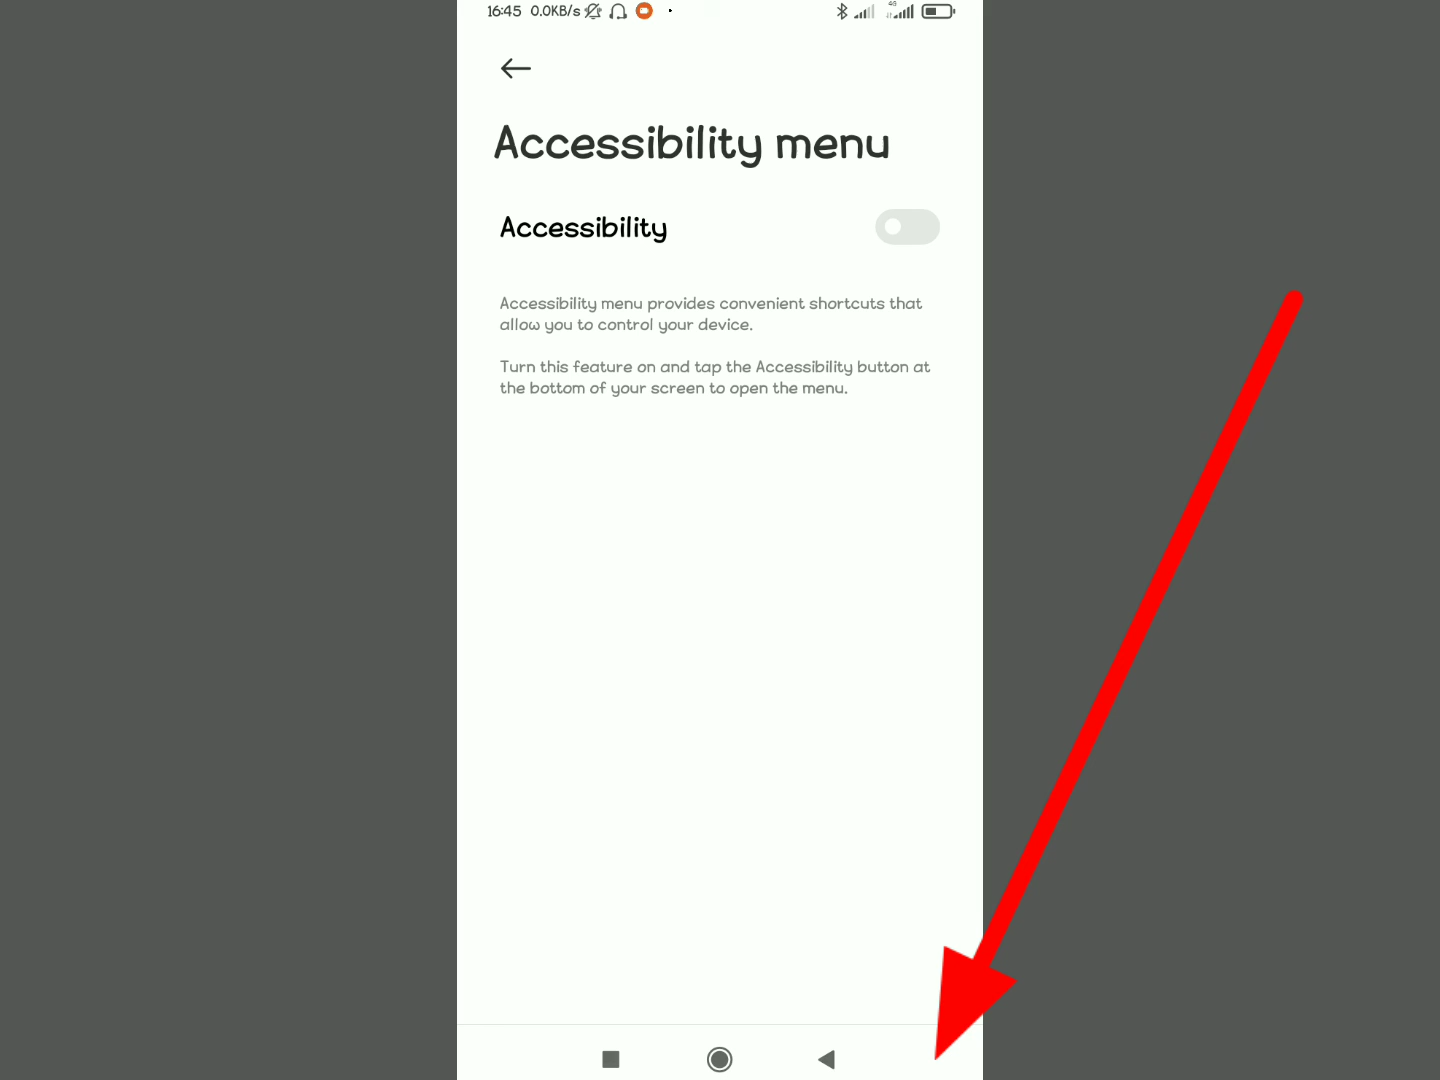 16:45 0.0KB/s 4G
Accessibility menu
Accessibility
Accessibility menu provides convenient shortcuts that
allow you to control your device.
Turn this feature on and tap the Accessibility button at
the bottom of your screen to open the menu.